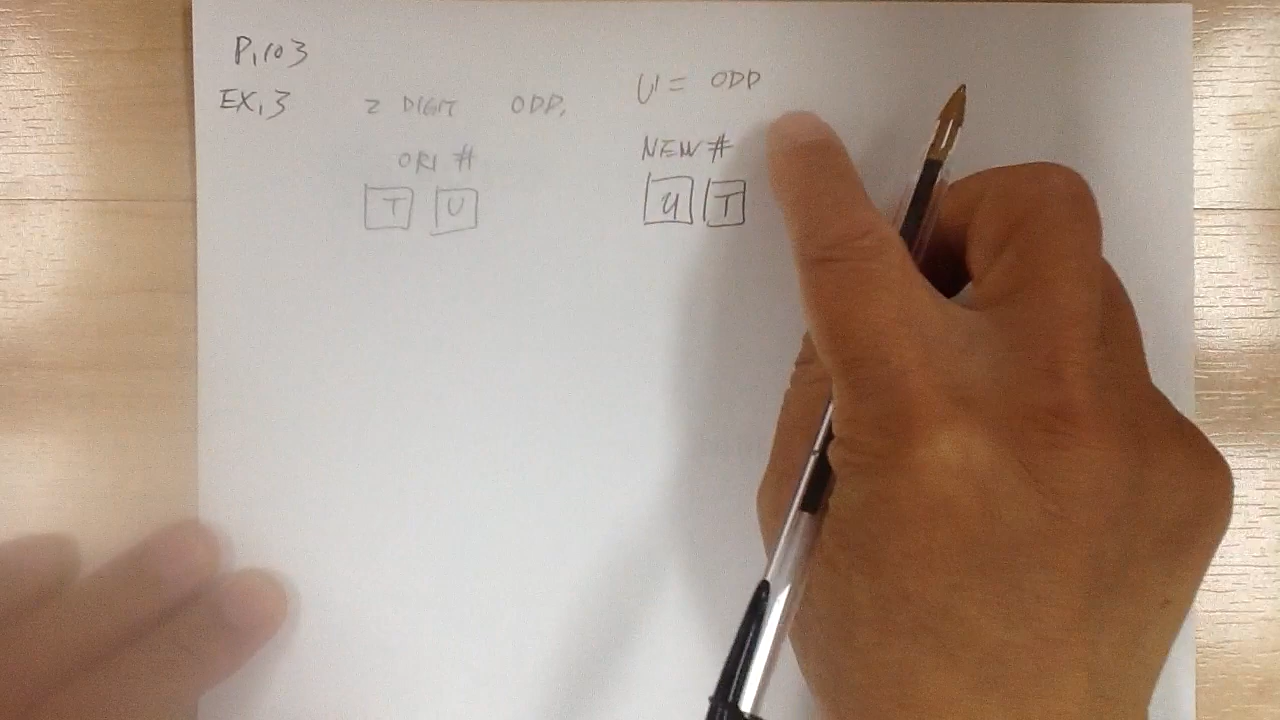 P.103
EX.3 2 DIGIT ODD. U = ODD
ORI # NEW #
T U U T